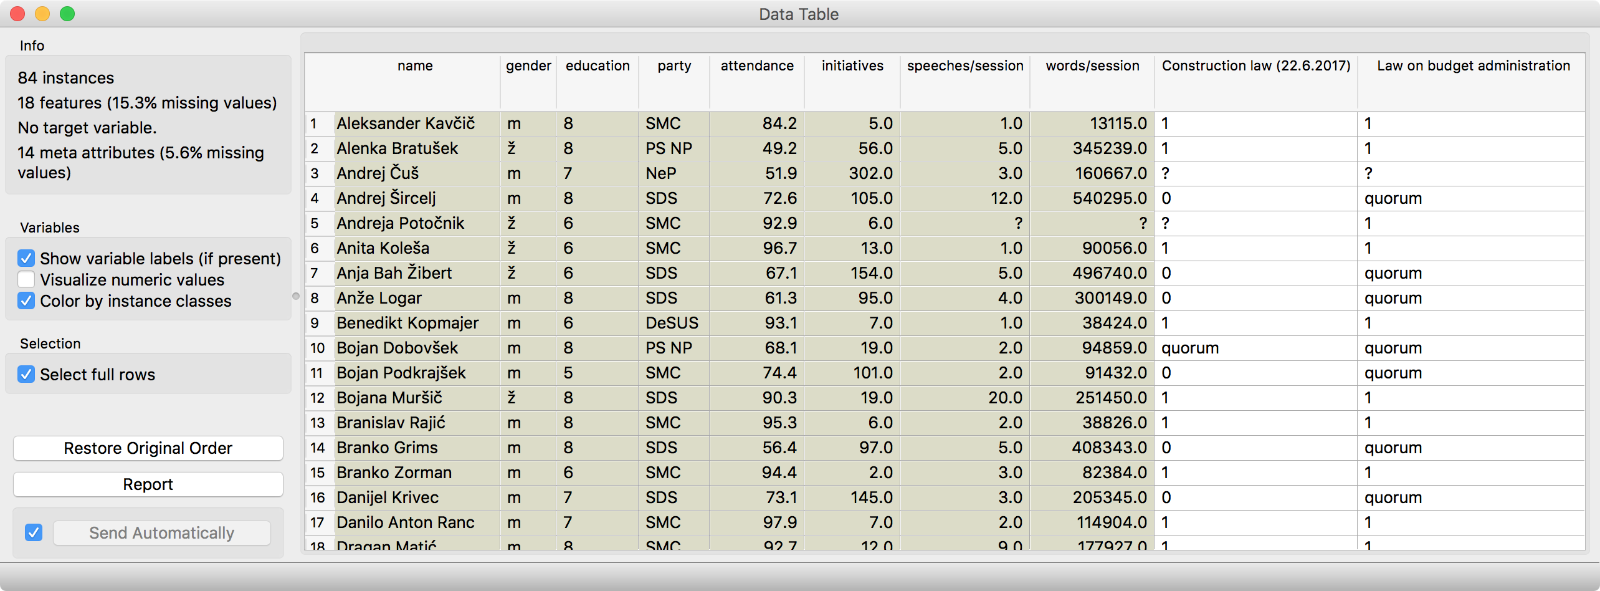 Data Table
Info
84 instances
18 features (15.3% missing values)
No target variable.
14 meta attributes (5.6% missing
values)
Variables
Show variable labels (if present)
Visualize numeric values
Color by instance classes
Selection
Select full rows
Restore Original Order
Report
Send Automatically
name gender education party attendance initiatives speeches/session words/session Construction law (22.6.2017) Law on budget administration
1 Aleksander Kavčič m 8 SMC 84.2 5.0 1.0 13115.0 1 1
2 Alenka Bratušek ž 8 PS NP 49.2 56.0 5.0 345239.0 1 1
3 Andrej Čuš m 7 NeP 51.9 302.0 3.0 160667.0 ? ?
4 Andrej Šircelj m 8 SDS 72.6 105.0 12.0 540295.0 0 quorum
5 Andreja Potočnik ž 6 SMC 92.9 6.0 ? ? ? 1
6 Anita Koleša ž 6 SMC 96.7 13.0 1.0 90056.0 1 1
7 Anja Bah Žibert ž 6 SDS 67.1 154.0 5.0 496740.0 0 quorum
8 Anže Logar m 8 SDS 61.3 95.0 4.0 300149.0 0 quorum
9 Benedikt Kopmajer m 6 DeSUS 93.1 7.0 1.0 38424.0 1 1
10 Bojan Dobovšek m 8 PS NP 68.1 19.0 2.0 94859.0 quorum quorum
11 Bojan Podkrajšek m 5 SMC 74.4 101.0 2.0 91432.0 0 quorum
12 Bojana Muršič ž 8 SDS 90.3 19.0 20.0 251450.0 1 1
13 Branislav Rajić m 8 SMC 95.3 6.0 2.0 38826.0 1 1
14 Branko Grims m 8 SDS 56.4 97.0 5.0 408343.0 0 quorum
15 Branko Zorman m 6 SMC 94.4 2.0 3.0 82384.0 1 1
16 Danijel Krivec m 7 SDS 73.1 145.0 3.0 205345.0 0 quorum
17 Danilo Anton Ranc m 7 SMC 97.9 7.0 2.0 114904.0 1 1
18 Dragan Matić m 8 SMC 92.7 12.0 9.0 177927.0 1 1